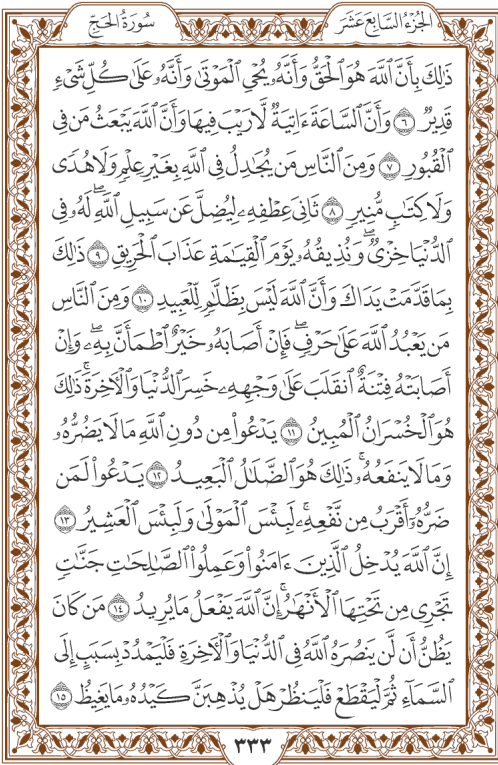 الجزء السابع عشر
سورة الحج
ذَٰلِكَ بِأَنَّ ٱللَّهَ هُوَ ٱلْحَقُّ وَأَنَّهُۥ يُحْىِ ٱلْمَوْتَىٰ وَأَنَّهُۥ عَلَىٰ كُلِّ شَىْءٍ
قَدِيرٌ ٦ وَأَنَّ ٱلسَّاعَةَ ءَاتِيَةٌ لَّا رَيْبَ فِيهَا وَأَنَّ ٱللَّهَ يَبْعَثُ مَن فِى
ٱلْقُبُورِ ٧ وَمِنَ ٱلنَّاسِ مَن يُجَٰدِلُ فِى ٱللَّهِ بِغَيْرِ عِلْمٍ وَلَا هُدًى
وَلَا كِتَٰبٍ مُّنِيرٍ ٨ ثَانِىَ عِطْفِهِۦ لِيُضِلَّ عَن سَبِيلِ ٱللَّهِ ۖ لَهُۥ فِى
ٱلدُّنْيَا خِزْىٌ ۖ وَنُذِيقُهُۥ يَوْمَ ٱلْقِيَٰمَةِ عَذَابَ ٱلْحَرِيقِ ٩ ذَٰلِكَ
بِمَا قَدَّمَتْ يَدَاكَ وَأَنَّ ٱللَّهَ لَيْسَ بِظَلَّٰمٍ لِّلْعَبِيدِ ١٠ وَمِنَ ٱلنَّاسِ
مَن يَعْبُدُ ٱللَّهَ عَلَىٰ حَرْفٍ ۖ فَإِنْ أَصَابَهُۥ خَيْرٌ ٱطْمَأَنَّ بِهِۦ ۖ وَإِنْ
أَصَابَتْهُ فِتْنَةٌ ٱنقَلَبَ عَلَىٰ وَجْهِهِۦ خَسِرَ ٱلدُّنْيَا وَٱلْءَاخِرَةَ ۚ ذَٰلِكَ
هُوَ ٱلْخُسْرَانُ ٱلْمُبِينُ ١١ يَدْعُوا۟ مِن دُونِ ٱللَّهِ مَا لَا يَضُرُّهُۥ
وَمَا لَا يَنفَعُهُۥ ۚ ذَٰلِكَ هُوَ ٱلضَّلَٰلُ ٱلْبَعِيدُ ١٢ يَدْعُوا۟ لَمَن
ضَرُّهُۥٓ أَقْرَبُ مِن نَّفْعِهِۦ ۚ لَبِئْسَ ٱلْمَوْلَىٰ وَلَبِئْسَ ٱلْعَشِيرُ ١٣
إِنَّ ٱللَّهَ يُدْخِلُ ٱلَّذِينَ ءَامَنُوا۟ وَعَمِلُوا۟ ٱلصَّٰلِحَٰتِ جَنَّٰتٍ
تَجْرِى مِن تَحْتِهَا ٱلْأَنْهَٰرُ ۚ إِنَّ ٱللَّهَ يَفْعَلُ مَا يُرِيدُ ١٤ مَن كَانَ
يَظُنُّ أَن لَّن يَنصُرَهُ ٱللَّهُ فِى ٱلدُّنْيَا وَٱلْءَاخِرَةِ فَلْيَمْدُدْ بِسَبَبٍ إِلَى
ٱلسَّمَآءِ ثُمَّ لْيَقْطَعْ فَلْيَنظُرْ هَلْ يُذْهِبَنَّ كَيْدُهُۥ مَا يَغِيظُ ١٥
٣٣٣